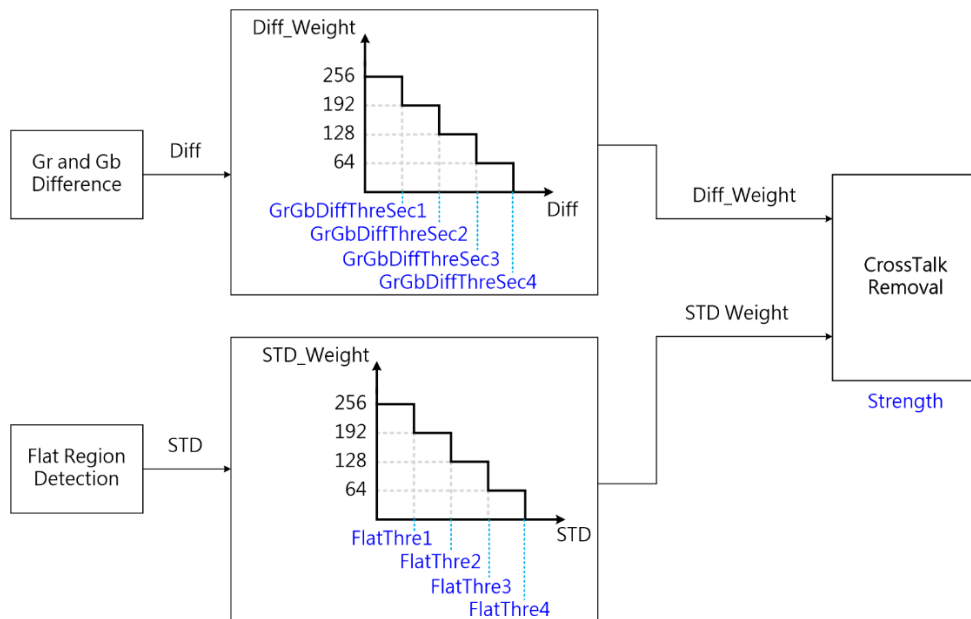 Gr and Gb
Difference
Diff
Diff_Weight
256
192
128
64
Diff
GrGbDiffThreSec1
GrGbDiffThreSec2
GrGbDiffThreSec3
GrGbDiffThreSec4
Diff_Weight
CrossTalk
Removal
Strength
STD Weight
Flat Region
Detection
STD
STD_Weight
256
192
128
64
STD
FlatThre1
FlatThre2
FlatThre3
FlatThre4